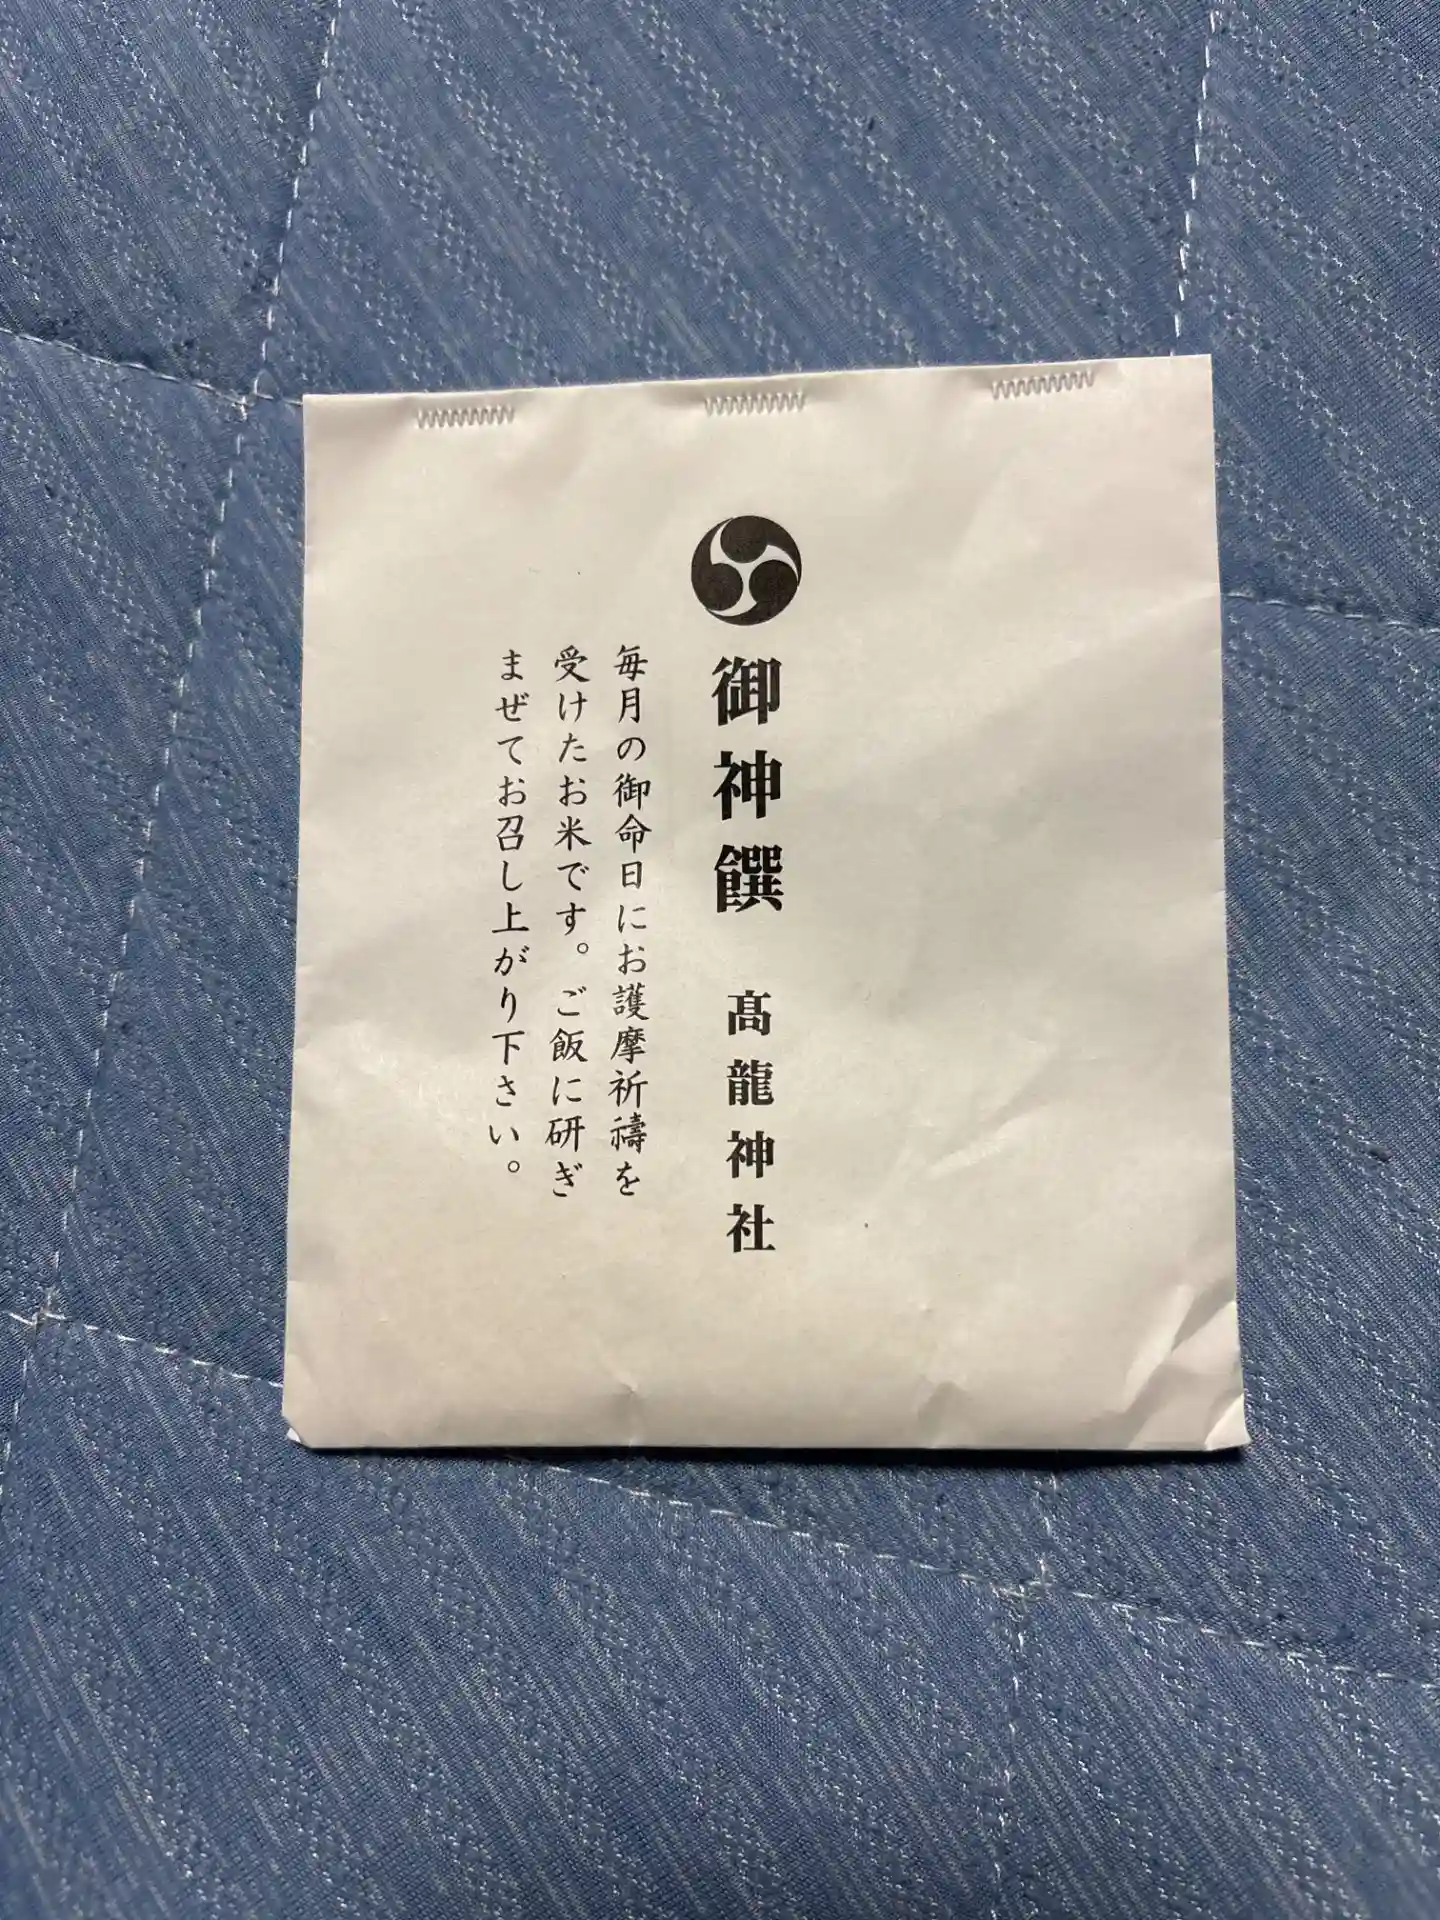 御神饌　髙龍神社
毎月の御命日にお護摩祈禱を
受けたお米です。ご飯に研ぎ
まぜてお召し上がり下さい。